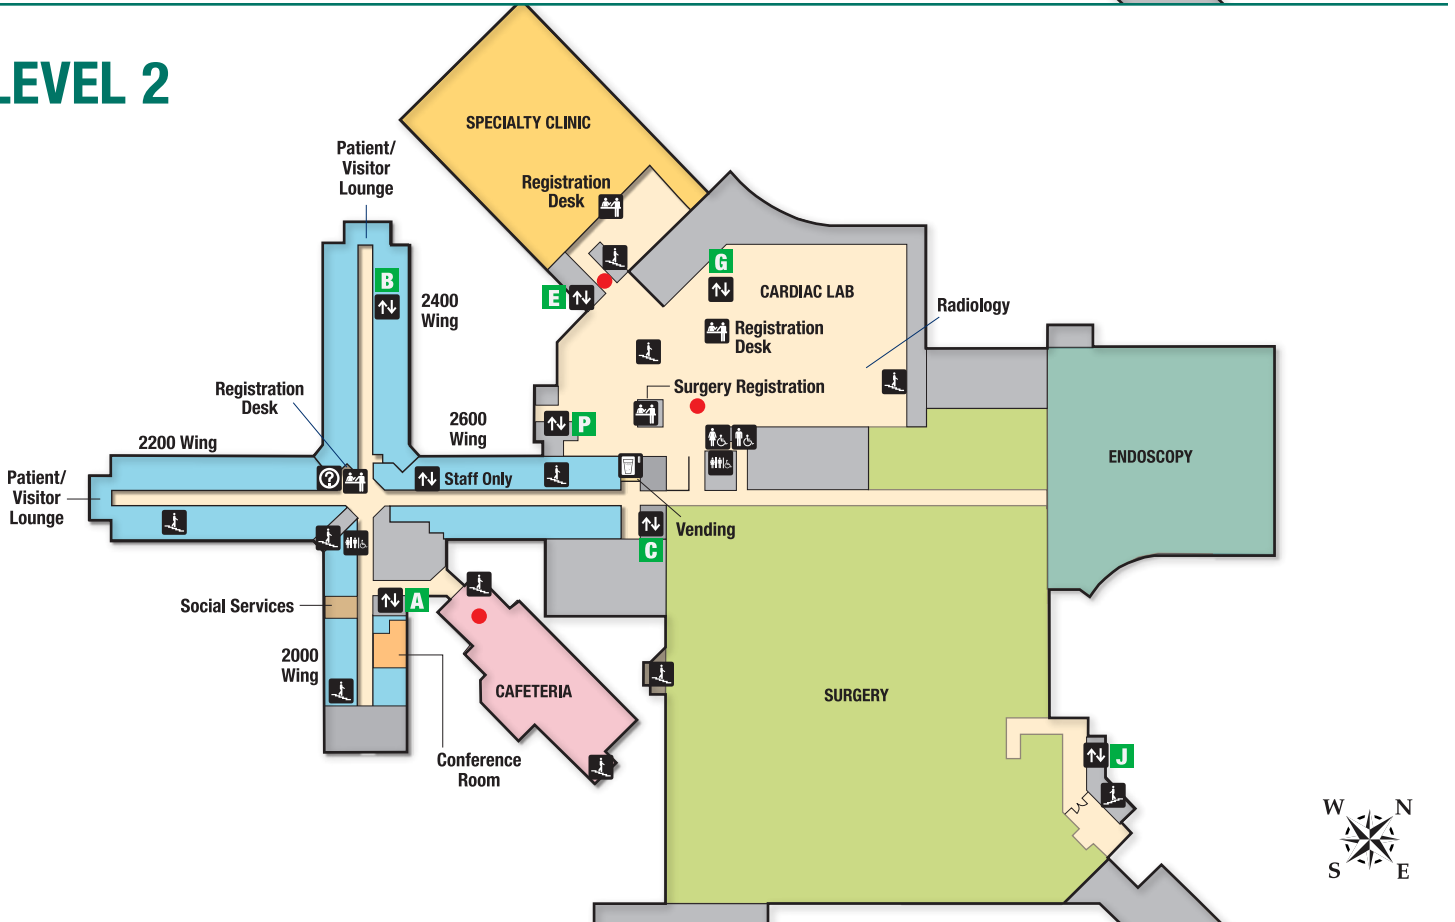 LEVEL 2
SPECIALTY CLINIC
Patient/
Visitor
Lounge
Registration
Desk
B
2400
Wing
E
G
CARDIAC LAB
Registration
Desk
Radiology
Surgery Registration
Registration
Desk
2600
Wing
P
2200 Wing
?
Staff Only
Patient/
Visitor
Lounge
ENDOSCOPY
Vending
C
Social Services
A
2000
Wing
CAFETERIA
SURGERY
Conference
Room
J
W N
S E